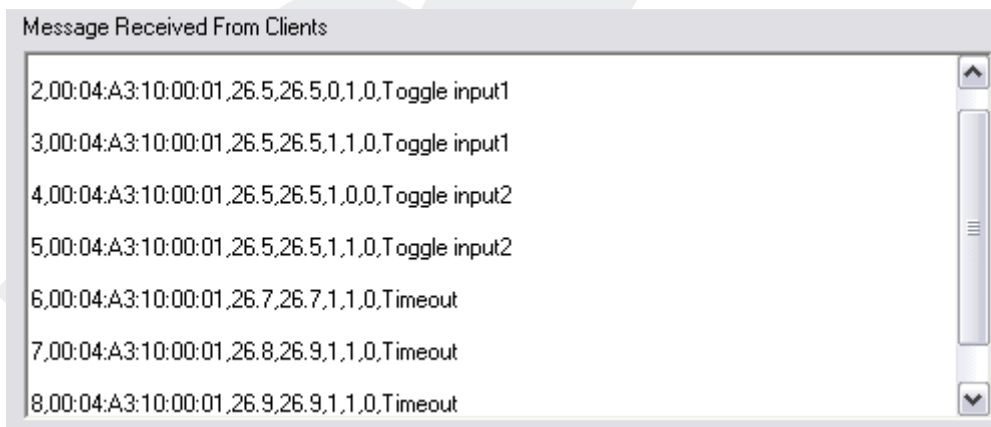 Message Received From Clients
2,00:04:A3:10:00:01,26.5,26.5,0,1,0,Toggle input1
3,00:04:A3:10:00:01,26.5,26.5,1,1,0,Toggle input1
4,00:04:A3:10:00:01,26.5,26.5,1,0,0,Toggle input2
5,00:04:A3:10:00:01,26.5,26.5,1,1,0,Toggle input2
6,00:04:A3:10:00:01,26.7,26.7,1,1,0,Timeout
7,00:04:A3:10:00:01,26.8,26.9,1,1,0,Timeout
8,00:04:A3:10:00:01,26.9,26.9,1,1,0,Timeout